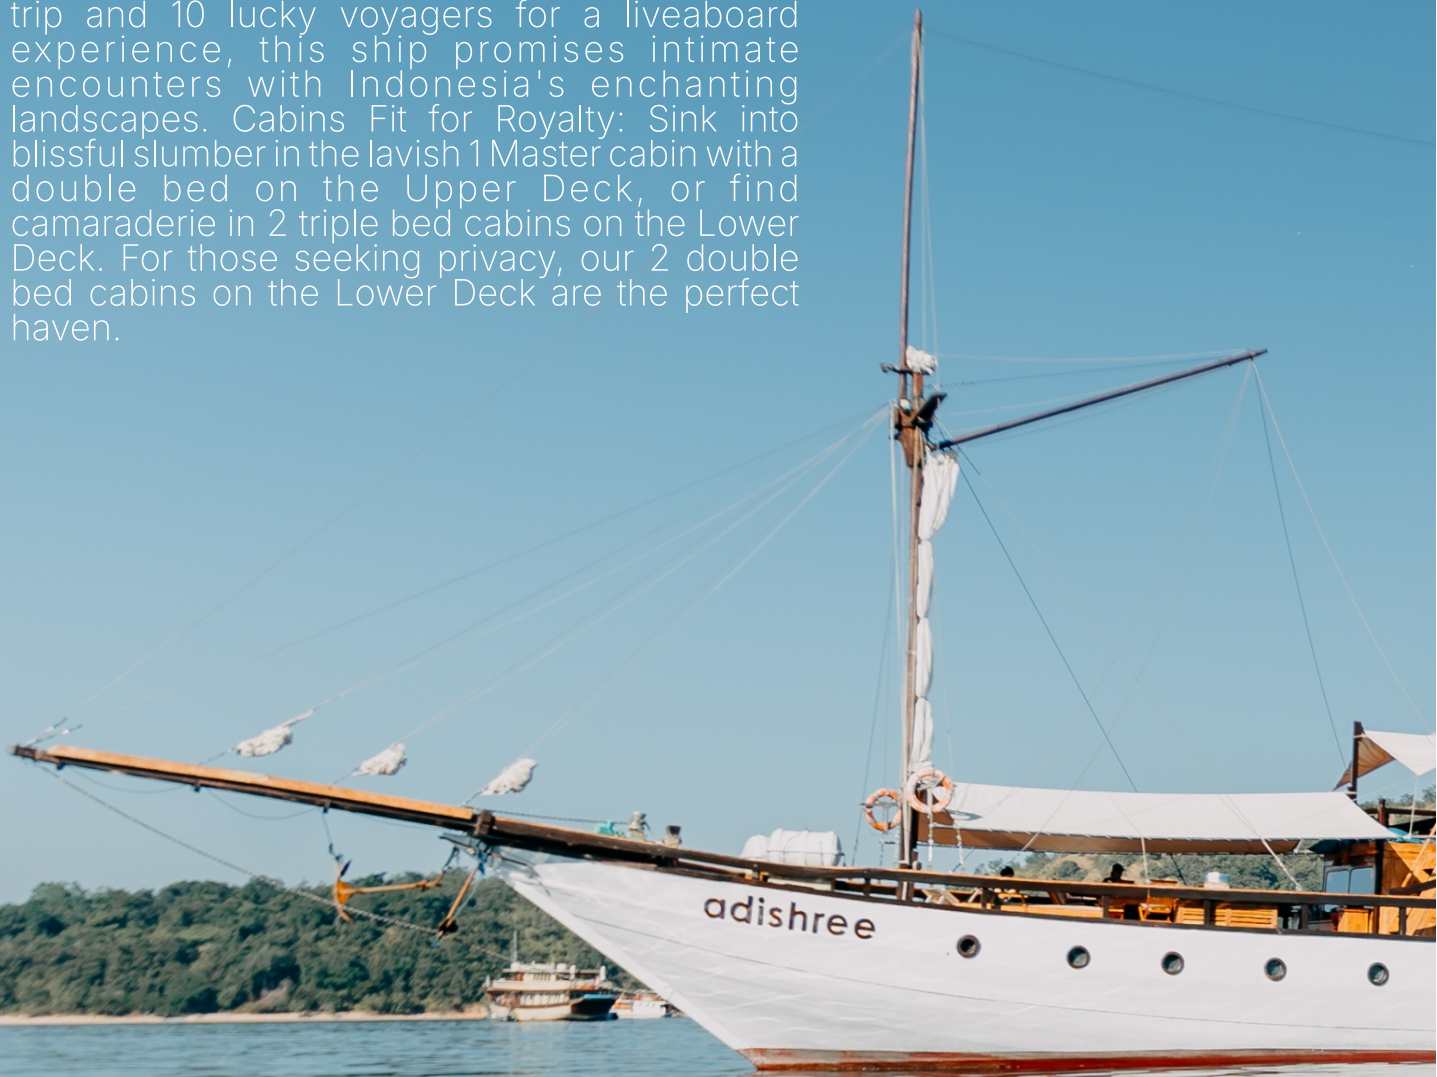 trip and 10 lucky voyagers for a liveaboard
experience, this ship promises intimate
encounters with Indonesia's enchanting
landscapes. Cabins Fit for Royalty: Sink into
blissful slumber in the lavish 1 Master cabin with a
double bed on the Upper Deck, or find
camaraderie in 2 triple bed cabins on the Lower
Deck. For those seeking privacy, our 2 double
bed cabins on the Lower Deck are the perfect
haven.
adishree